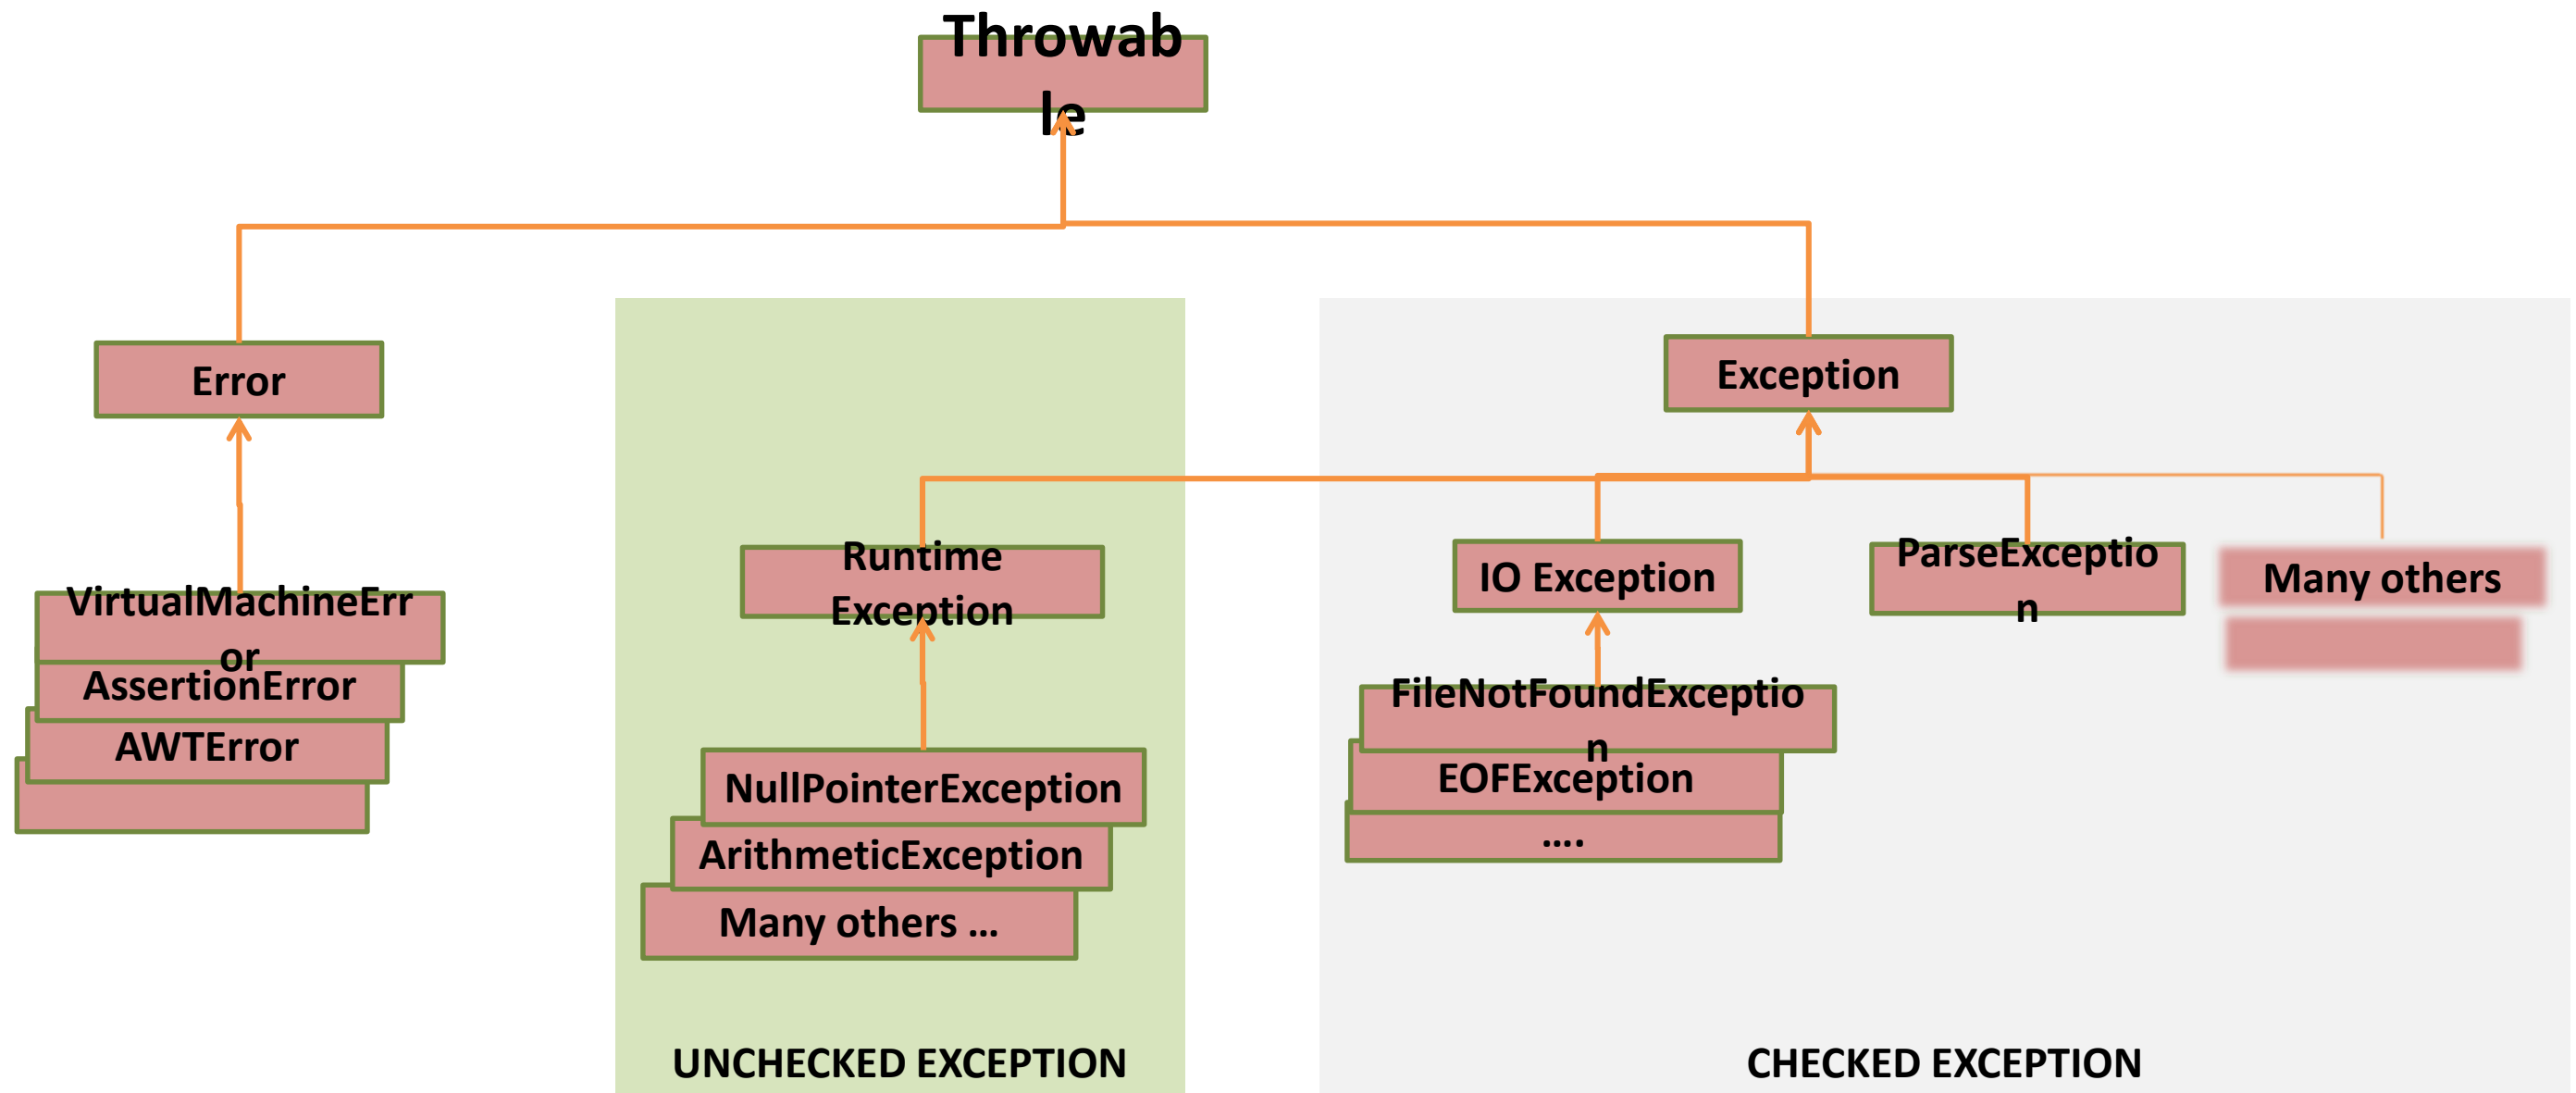 Throwab
le
Error
Exception
Runtime
Exception
IO Exception
ParseExceptio
n
Many others
VirtualMachineErr
or
AssertionError
AWTError
FileNotFoundExceptio
n
EOFException
....
NullPointerException
ArithmeticException
Many others ...
UNCHECKED EXCEPTION
CHECKED EXCEPTION